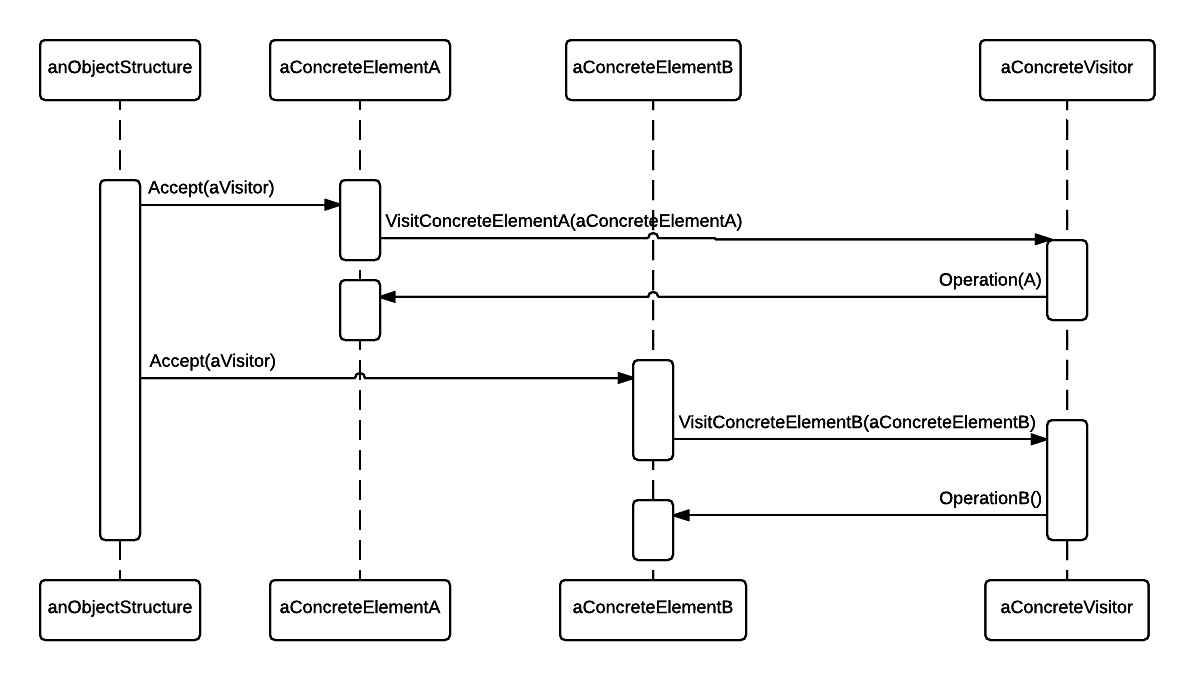 anObjectStructure
aConcreteElementA
aConcreteElementB
aConcreteVisitor
Accept(aVisitor)
VisitConcreteElementA(aConcreteElementA)
Operation(A)
Accept(aVisitor)
VisitConcreteElementB(aConcreteElementB)
OperationB()
anObjectStructure
aConcreteElementA
aConcreteElementB
aConcreteVisitor